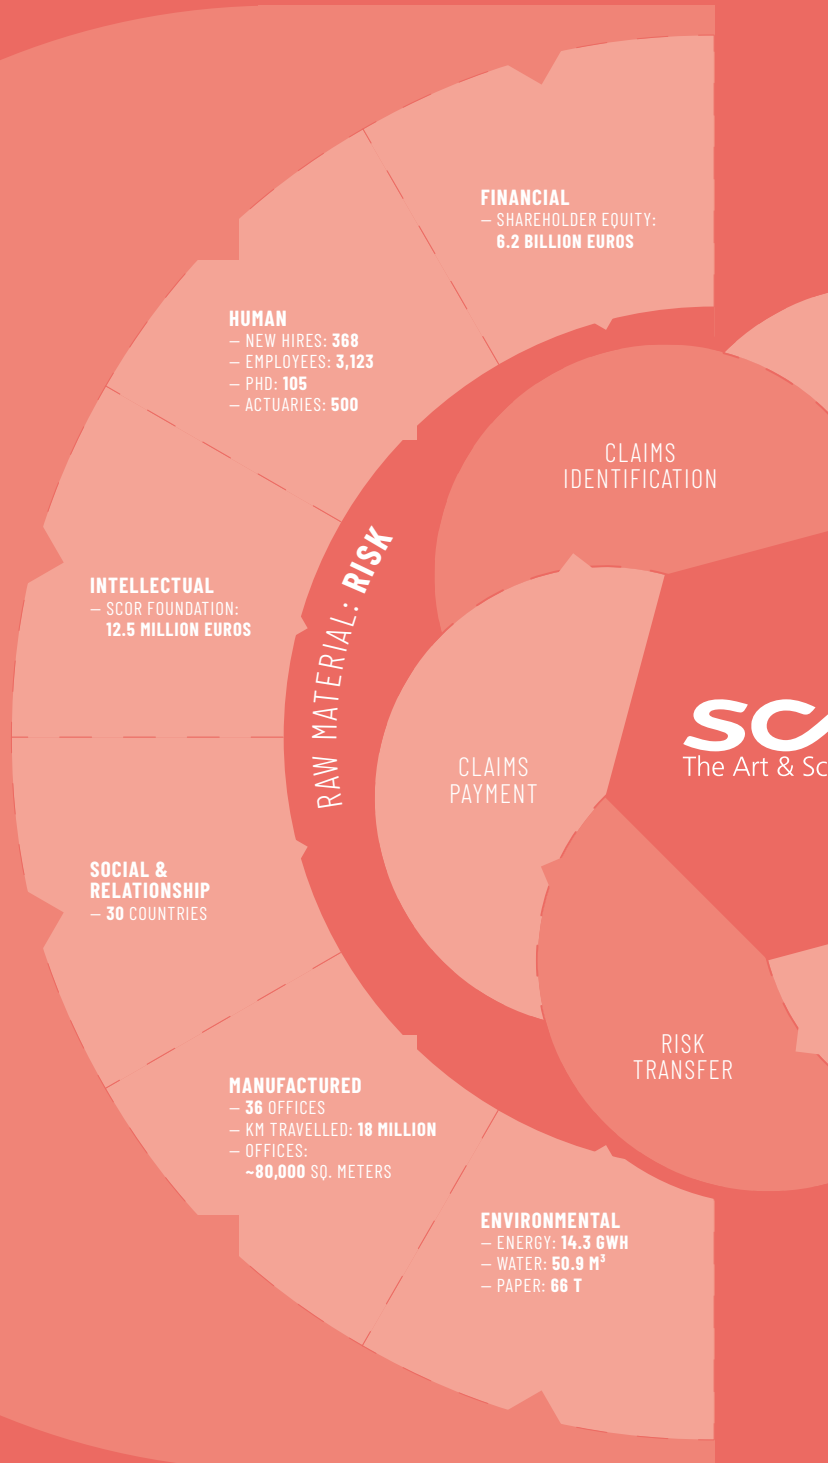 FINANCIAL
– SHAREHOLDER EQUITY:
6.2 BILLION EUROS
HUMAN
– NEW HIRES: 368
– EMPLOYEES: 3,123
– PHD: 105
– ACTUARIES: 500
CLAIMS
IDENTIFICATION
INTELLECTUAL
– SCOR FOUNDATION:
12.5 MILLION EUROS
RAW MATERIAL: RISK
SC
The Art & Sc
CLAIMS
PAYMENT
SOCIAL &
RELATIONSHIP
– 30 COUNTRIES
RISK
TRANSFER
MANUFACTURED
– 36 OFFICES
– KM TRAVELLED: 18 MILLION
– OFFICES:
~80,000 SQ. METERS
ENVIRONMENTAL
– ENERGY: 14.3 GWH
– WATER: 50.9 M³
– PAPER: 66 T